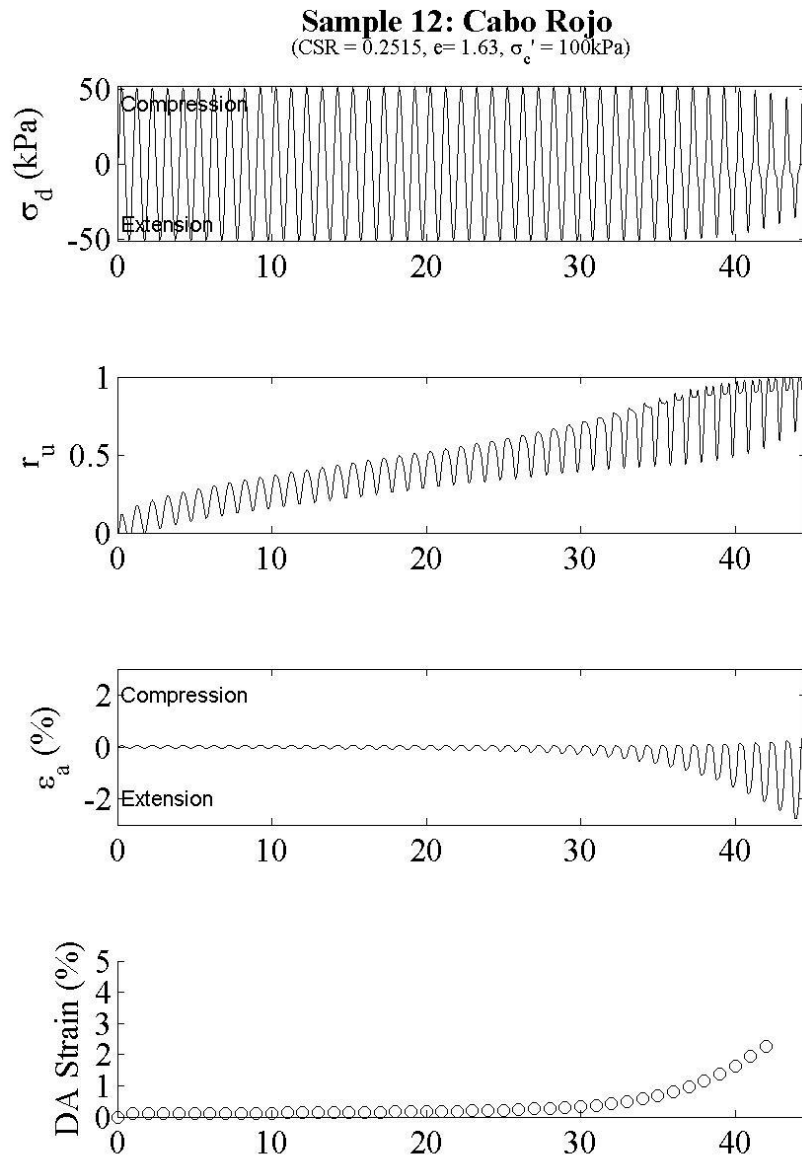 Sample 12: Cabo Rojo
(CSR = 0.2515, e= 1.63, σc' = 100kPa)
50
Compression
0
σd (kPa)
Extension
-50
0 10 20 30 40
1
0.5
ru
0
0 10 20 30 40
2
Compression
0
εa (%)
-2
Extension
0 10 20 30 40
5
4
3
2
1
0
DA Strain (%)
0 10 20 30 40